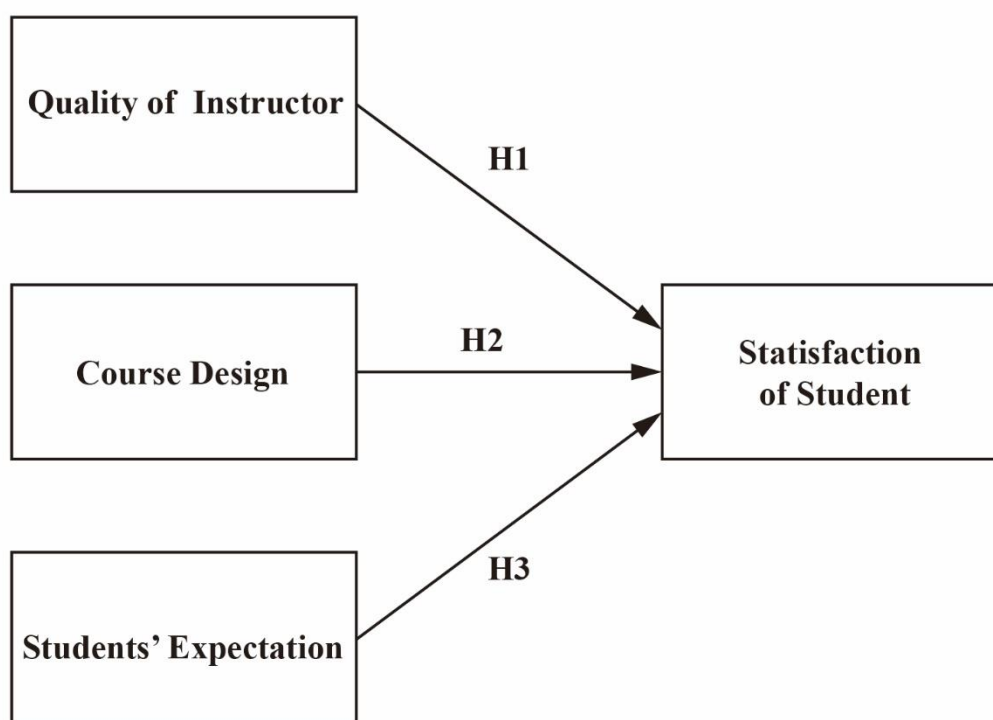 Quality of Instructor
H1
Course Design
H2
Statisfaction
of Student
H3
Students’ Expectation